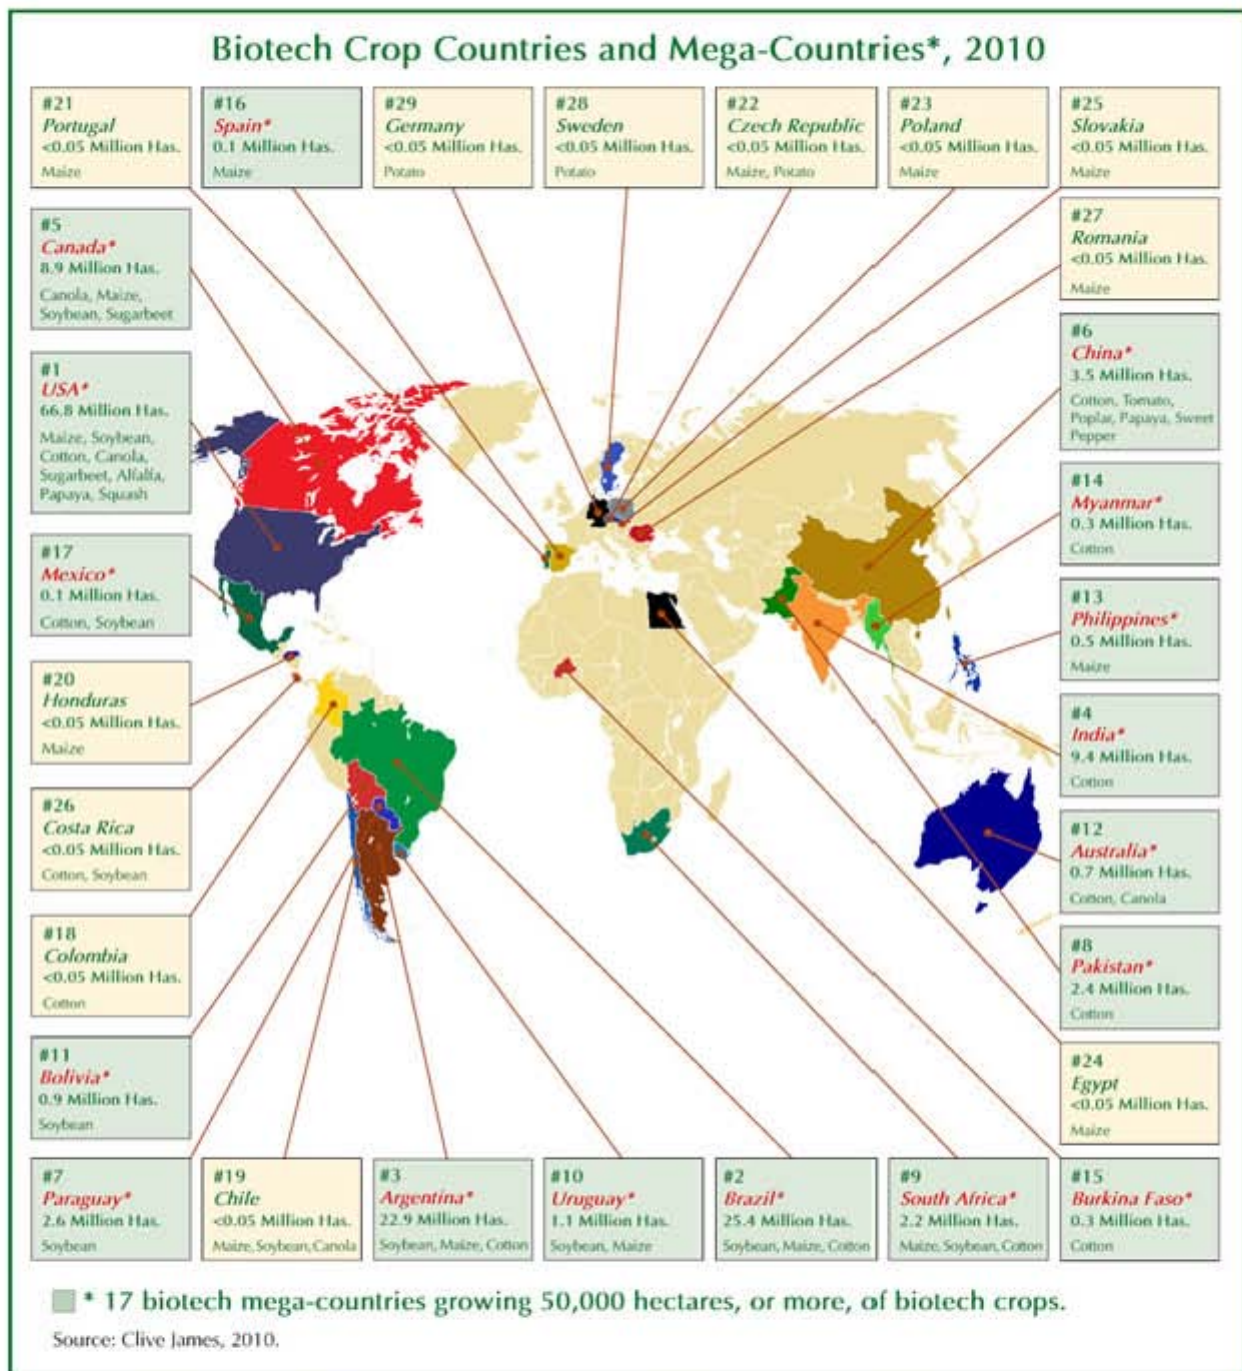 Biotech Crop Countries and Mega-Countries*, 2010
#21
Portugal
<0.05 Million Has.
Maize
#16
Spain*
0.1 Million Has.
Maize
#29
Germany
<0.05 Million Has.
Potato
#28
Sweden
<0.05 Million Has.
Potato
#22
Czech Republic
<0.05 Million Has.
Maize, Potato
#23
Poland
<0.05 Million Has.
Maize
#25
Slovakia
<0.05 Million Has.
Maize
#5
Canada*
8.9 Million Has.
Canola, Maize,
Soybean, Sugarbeet
#27
Romania
<0.05 Million Has.
Maize
#1
USA*
66.8 Million Has.
Maize, Soybean,
Cotton, Canola,
Sugarbeet, Alfalfa,
Papaya, Squash
#6
China*
3.5 Million Has.
Cotton, Tomato,
Poplar, Papaya, Sweet
Pepper
#14
Myanmar*
0.3 Million Has.
Cotton
#17
Mexico*
0.1 Million Has.
Cotton, Soybean
#13
Philippines*
0.5 Million Has.
Maize
#20
Honduras
<0.05 Million Has.
Maize
#4
India*
9.4 Million Has.
Cotton
#26
Costa Rica
<0.05 Million Has.
Cotton, Soybean
#12
Australia*
0.7 Million Has.
Cotton, Canola
#18
Colombia
<0.05 Million Has.
Cotton
#8
Pakistan*
2.4 Million Has.
Cotton
#11
Bolivia*
0.9 Million Has.
Soybean
#24
Egypt
<0.05 Million Has.
Maize
#7
Paraguay*
2.6 Million Has.
Soybean
#19
Chile
<0.05 Million Has.
Maize, Soybean, Canola
#3
Argentina*
22.9 Million Has.
Soybean, Maize, Cotton
#10
Uruguay*
1.1 Million Has.
Soybean, Maize
#2
Brazil*
25.4 Million Has.
Soybean, Maize, Cotton
#9
South Africa*
2.2 Million Has.
Maize, Soybean, Cotton
#15
Burkina Faso*
0.3 Million Has.
Cotton
* 17 biotech mega-countries growing 50,000 hectares, or more, of biotech crops.
Source: Clive James, 2010.